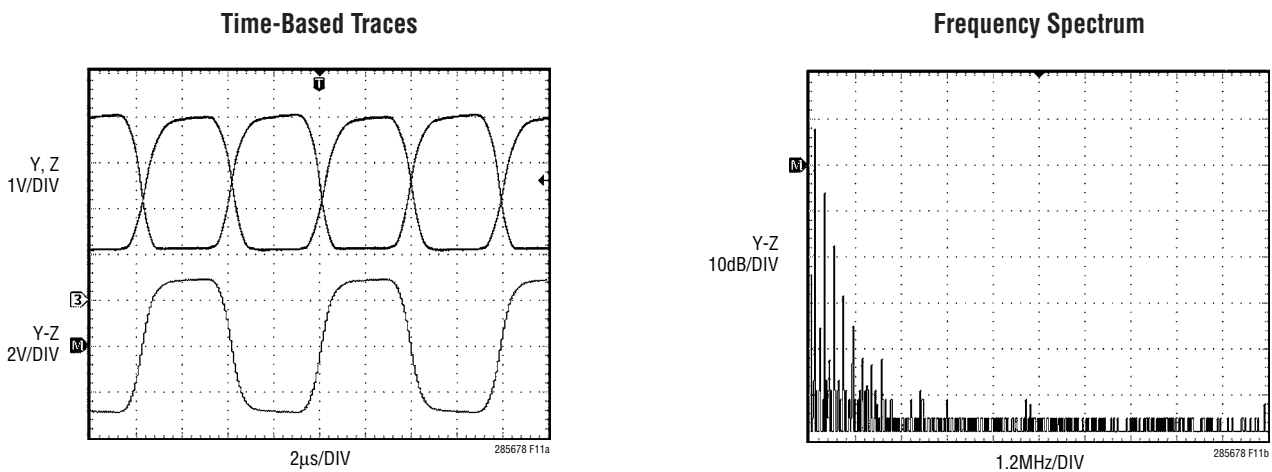 Time-Based Traces
T
Y, Z
1V/DIV
3
Y-Z
2V/DIV
M
2µs/DIV
285678 F11a
Frequency Spectrum
M
Y-Z
10dB/DIV
1.2MHz/DIV
285678 F11b